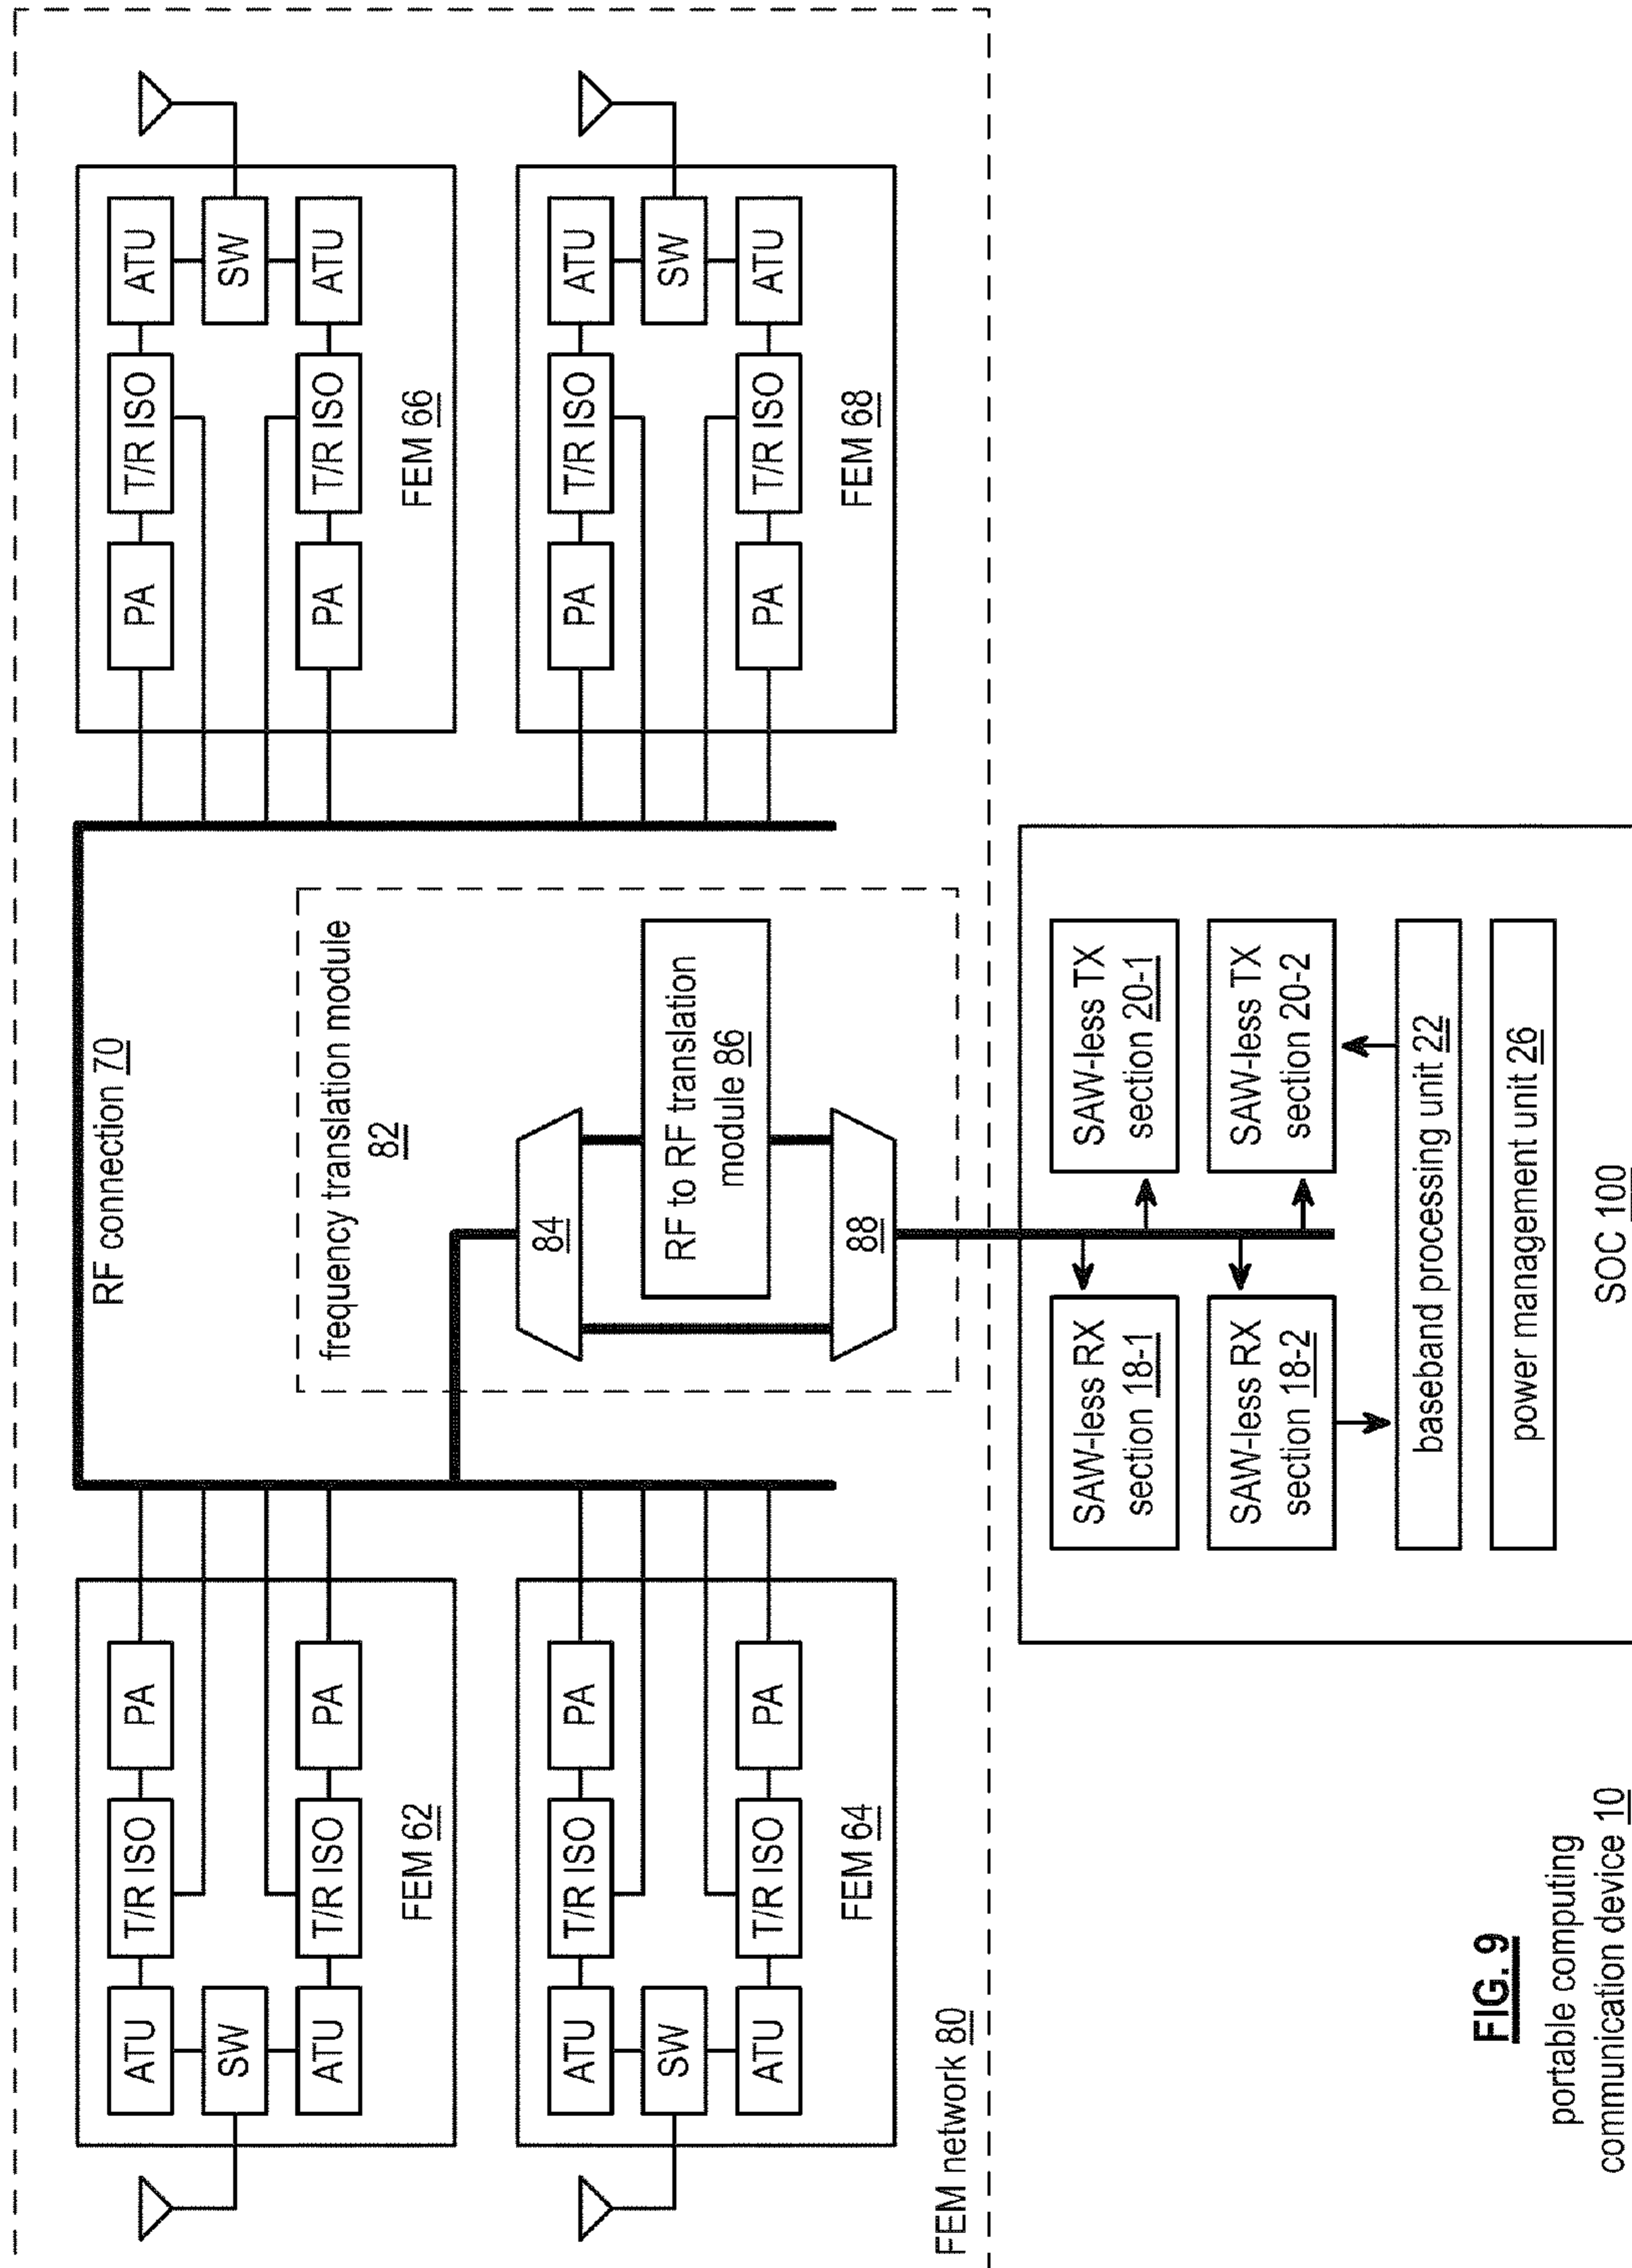 ATU
T/R ISO
PA
SW
ATU
T/R ISO
PA
FEM 62
RF connection 70
PA
T/R ISO
ATU
SW
PA
T/R ISO
ATU
FEM 66
ATU
T/R ISO
PA
SW
ATU
T/R ISO
PA
FEM 64
frequency translation module
82
84
RF to RF translation
module 86
88
PA
T/R ISO
ATU
SW
PA
T/R ISO
ATU
FEM 68
FEM network 80
SAW-less RX
section 18-1
SAW-less TX
section 20-1
SAW-less RX
section 18-2
SAW-less TX
section 20-2
baseband processing unit 22
power management unit 26
SOC 100
FIG. 9
portable computing
communication device 10